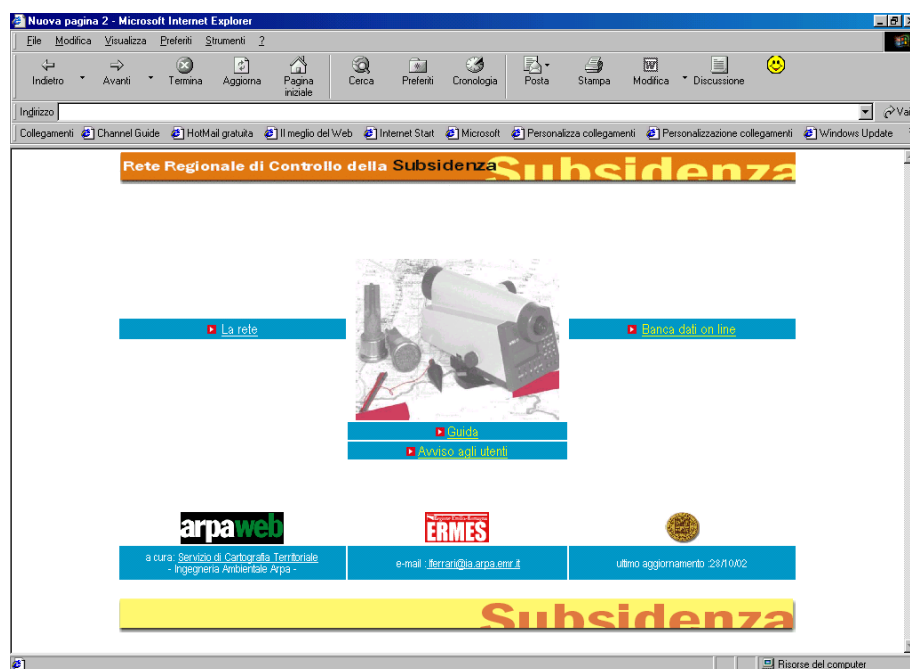 Nuova pagina 2 - Microsoft Internet Explorer
File Modifica Visualizza Preferiti Strumenti ?
Indietro Avanti Termina Aggiorna Pagina iniziale Cerca Preferiti Cronologia Posta Stampa Modifica Discussione
Indirizzo Vai
Collegamenti Channel Guide HotMail gratuita Il meglio del Web Internet Start Microsoft Personalizza collegamenti Personalizzazione collegamenti Windows Update
Rete Regionale di Controllo della Subsidenza Subsidenza
La rete
Banca dati on line
Guida
Avviso agli utenti
arpaweb
ERMES
a cura: Servizio di Cartografia Territoriale
- Ingegneria Ambientale Arpa -
e-mail : lferrari@ia.arpa.emr.it
ultimo aggiornamento :28/10/02
Subsidenza
Risorse del computer